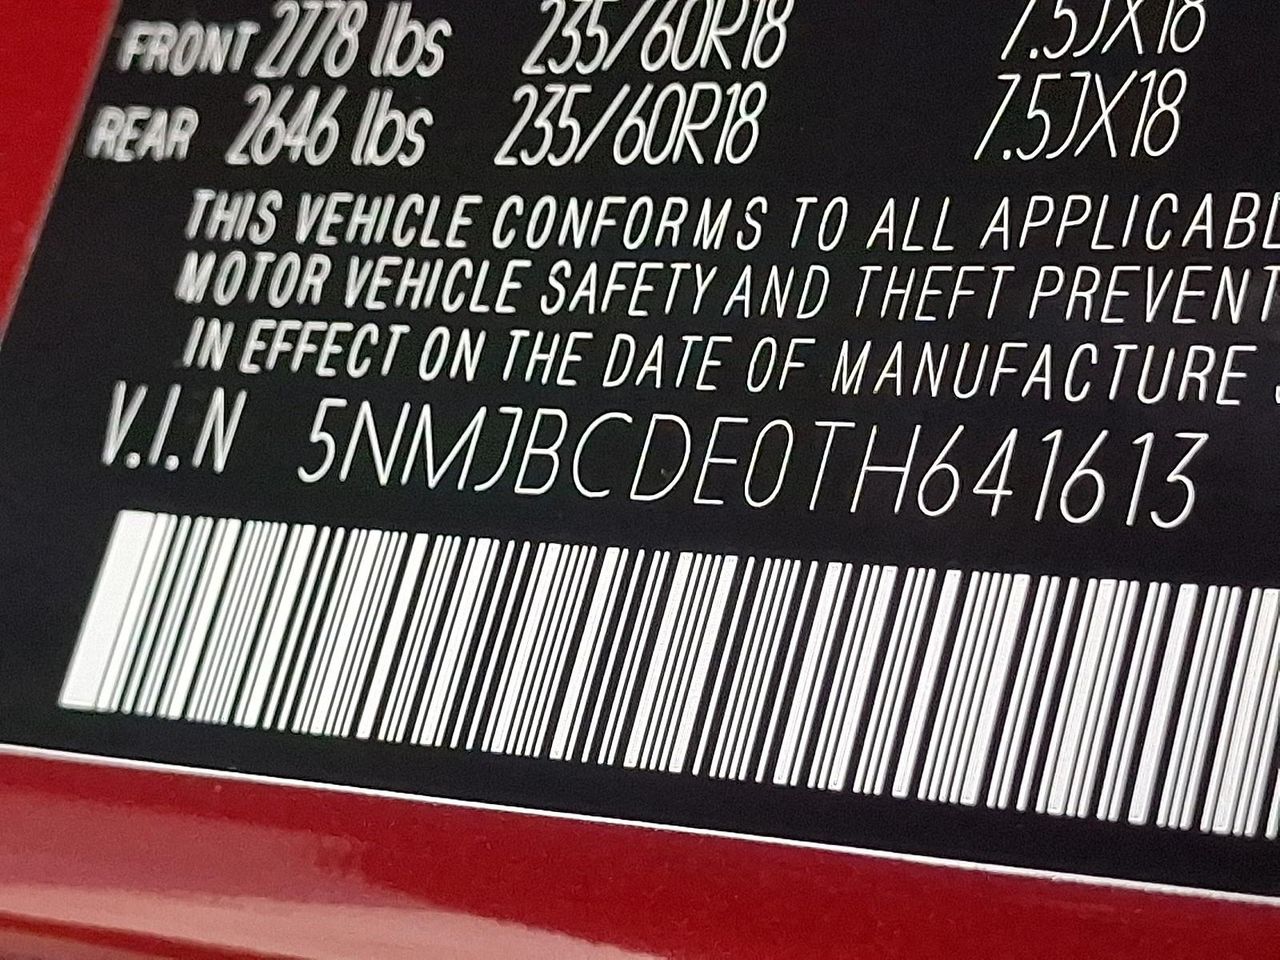 FRONT 2778 lbs 235/60R18 7.5JX18
REAR 2646 lbs 235/60R18 7.5JX18
THIS VEHICLE CONFORMS TO ALL APPLICABL
MOTOR VEHICLE SAFETY AND THEFT PREVENT
IN EFFECT ON THE DATE OF MANUFACTURE
V.I.N 5NMJBCDE0TH641613